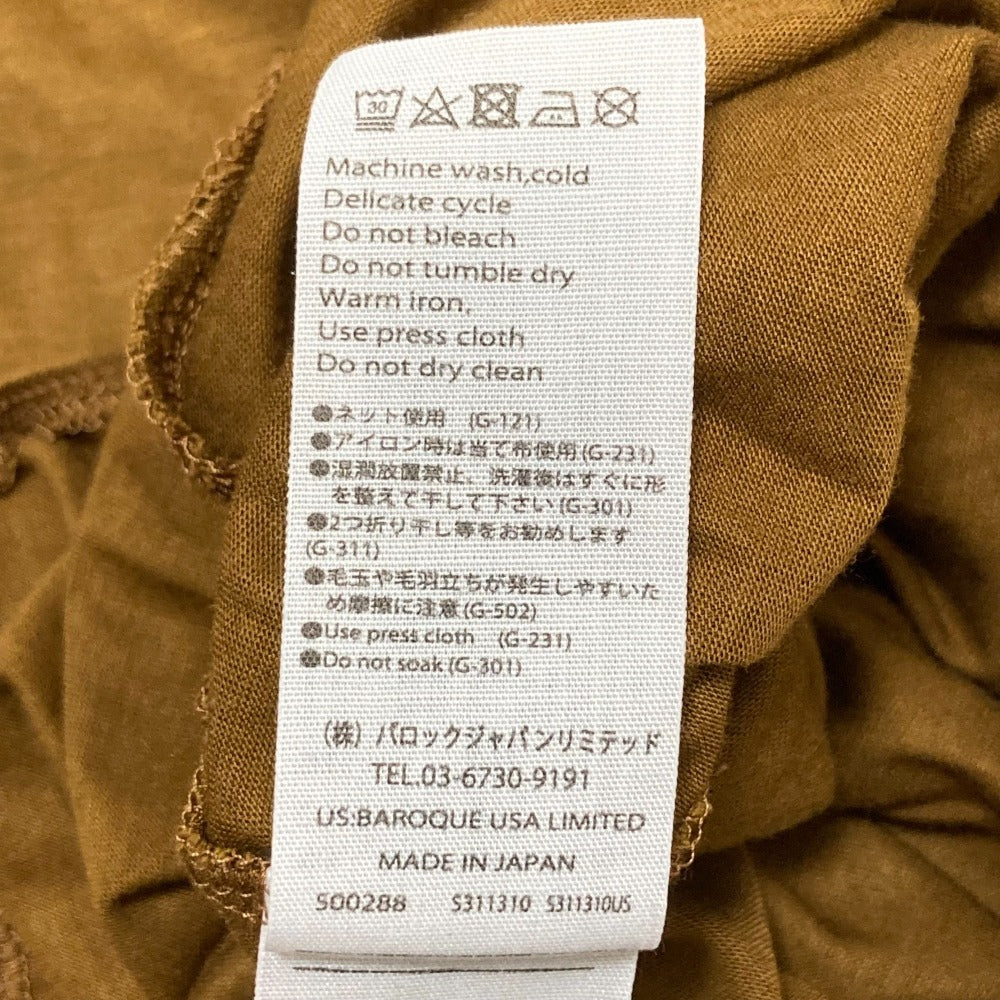 30
Machine wash,cold
Delicate cycle
Do not bleach
Do not tumble dry
Warm iron,
Use press cloth
Do not dry clean
●ネット使用 (G-121)
●アイロン時は当て布使用(G-231)
●湿潤放置禁止、洗濯後はすぐに形
を整えて干して下さい(G-301)
●2つ折り干し等をお勧めします
(G-311)
●毛玉や毛羽立ちが発生しやすいた
め摩擦に注意(G-502)
●Use press cloth (G-231)
●Do not soak(G-301)
(株) バロックジャパンリミテッド
TEL.03-6730-9191
US:BAROQUE USA LIMITED
MADE IN JAPAN
S00288 S311310 S311310US